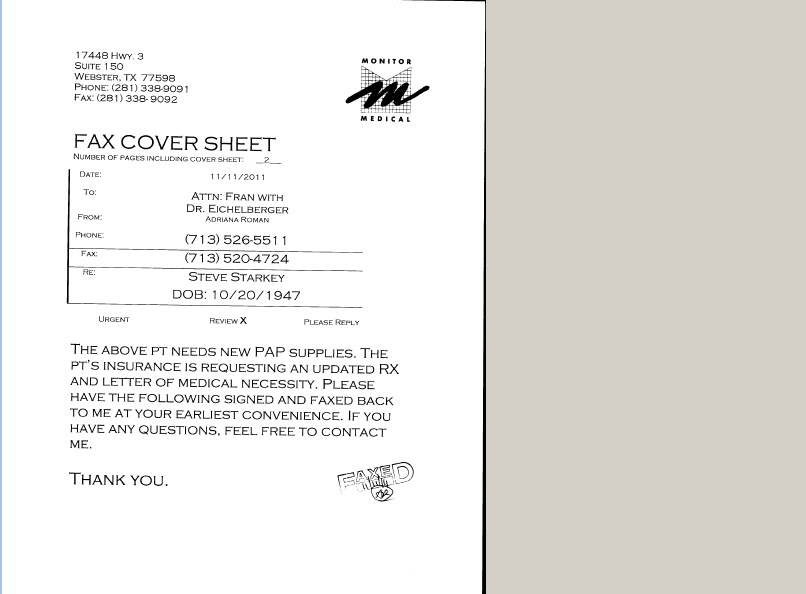 17448 HWY. 3
SUITE 150
WEBSTER, TX 77598
PHONE: (281) 338-9091
FAX: (281) 338- 9092
MONITOR
m
MEDICAL
FAX COVER SHEET
NUMBER OF PAGES INCLUDING COVER SHEET: __2__
DATE: 11/11/2011
TO: ATTN: FRAN WITH
DR. EICHELBERGER
FROM: ADRIANA ROMAN
PHONE: (713) 526-5511
FAX: (713) 520-4724
RE: STEVE STARKEY
DOB: 10/20/1947
URGENT REVIEW X PLEASE REPLY
THE ABOVE PT NEEDS NEW PAP SUPPLIES. THE
PT'S INSURANCE IS REQUESTING AN UPDATED RX
AND LETTER OF MEDICAL NECESSITY. PLEASE
HAVE THE FOLLOWING SIGNED AND FAXED BACK
TO ME AT YOUR EARLIEST CONVENIENCE. IF YOU
HAVE ANY QUESTIONS, FEEL FREE TO CONTACT
ME.
THANK YOU.
FAXED